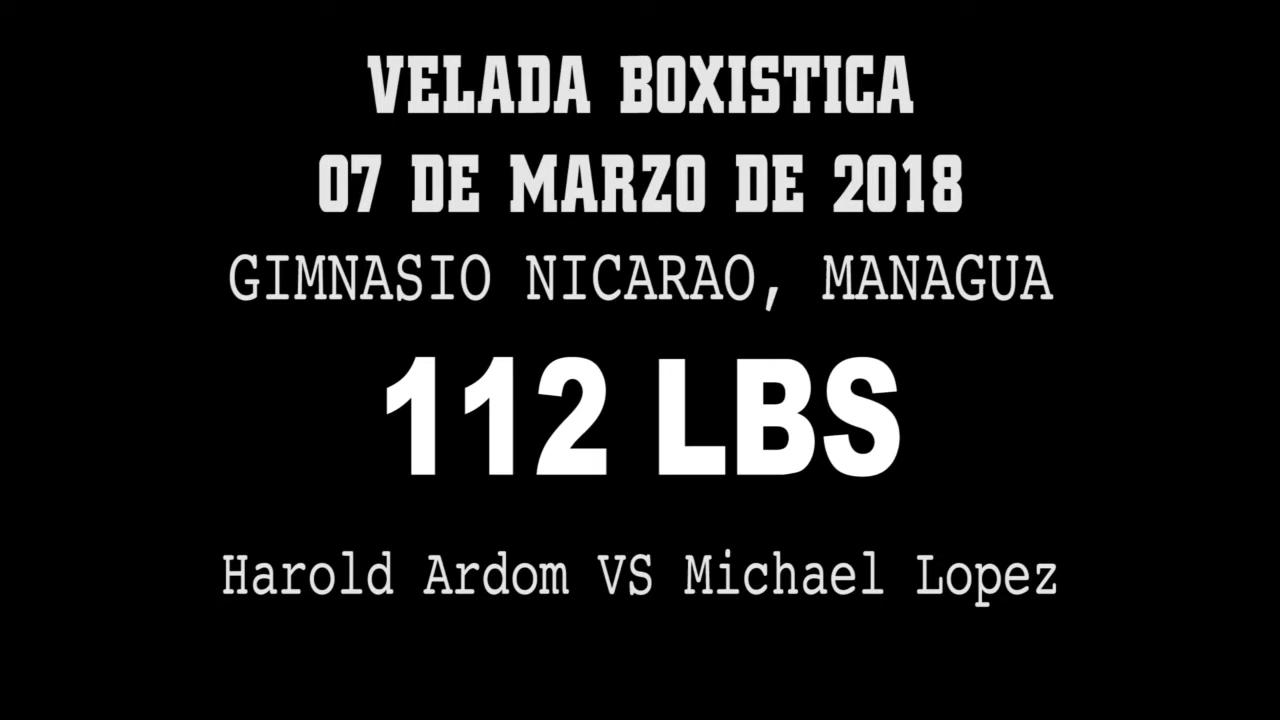 VELADA BOXISTICA
07 DE MARZO DE 2018
GIMNASIO NICARAO, MANAGUA
112 LBS
Harold Ardom VS Michael Lopez